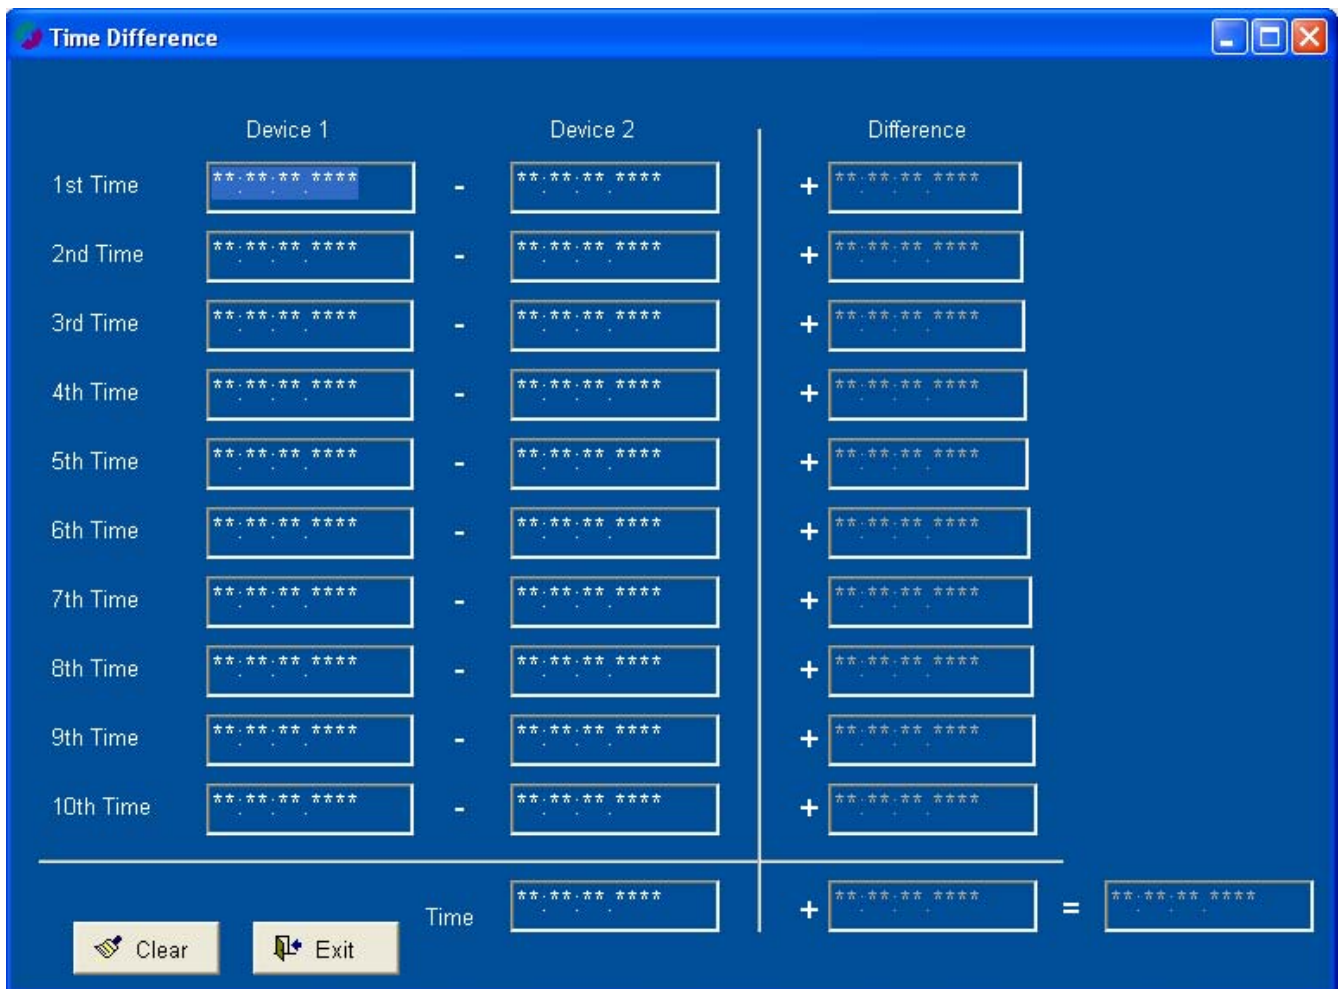 Time Difference
Device 1 Device 2 Difference
1st Time **:**:**.**** - **:**:**.**** + **:**:**.****
2nd Time **:**:**.**** - **:**:**.**** + **:**:**.****
3rd Time **:**:**.**** - **:**:**.**** + **:**:**.****
4th Time **:**:**.**** - **:**:**.**** + **:**:**.****
5th Time **:**:**.**** - **:**:**.**** + **:**:**.****
6th Time **:**:**.**** - **:**:**.**** + **:**:**.****
7th Time **:**:**.**** - **:**:**.**** + **:**:**.****
8th Time **:**:**.**** - **:**:**.**** + **:**:**.****
9th Time **:**:**.**** - **:**:**.**** + **:**:**.****
10th Time **:**:**.**** - **:**:**.**** + **:**:**.****
Time **:**:**.**** + **:**:**.**** = **:**:**.****
Clear Exit